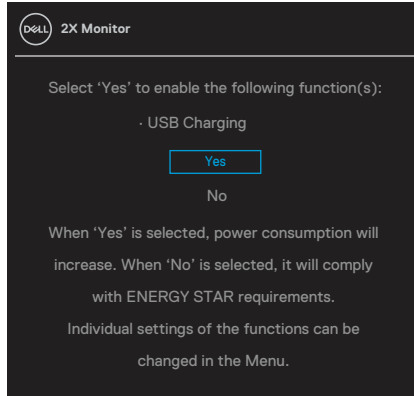 DELL 2X Monitor
Select ‘Yes’ to enable the following function(s):
· USB Charging
Yes
No
When ‘Yes’ is selected, power consumption will
increase. When ‘No’ is selected, it will comply
with ENERGY STAR requirements.
Individual settings of the functions can be
changed in the Menu.